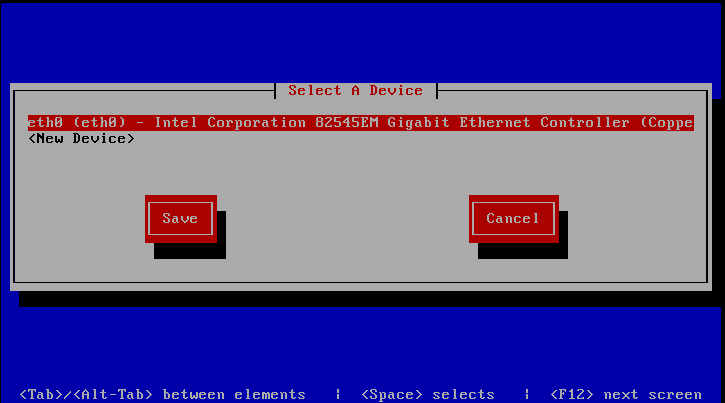 Select A Device
eth0 (eth0) - Intel Corporation 82545EM Gigabit Ethernet Controller (Coppe
<New Device>
Save Cancel
<Tab>/<Alt-Tab> between elements | <Space> selects | <F12> next screen